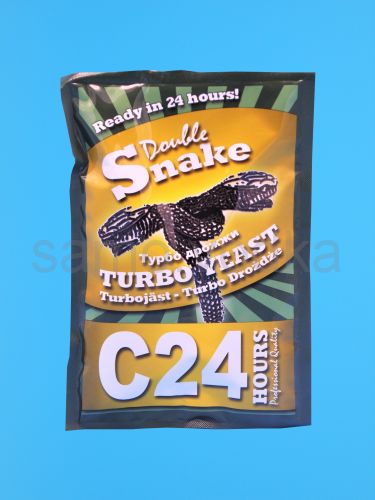 Ready in 24 hours!
Double
Snake
Турбо дрожжи
TURBO YEAST
Turbojäst - Turbo Drożdże
C24
HOURS
Professional Quality